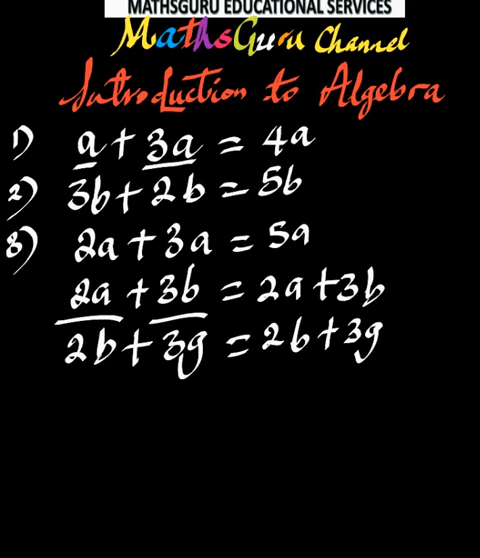 MATHSGURU EDUCATIONAL SERVICES
MathsGuru Channel
Introduction to Algebra
1) a + 3a = 4a
2) 3b + 2b = 5b
3) 2a + 3a = 5a
2a + 3b = 2a + 3b
2b + 3g = 2b + 3g